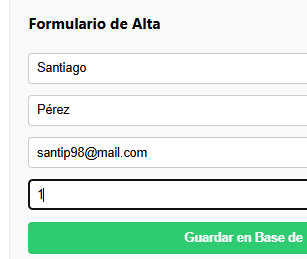 Formulario de Alta
Santiago
Pérez
santip98@mail.com
1
Guardar en Base de